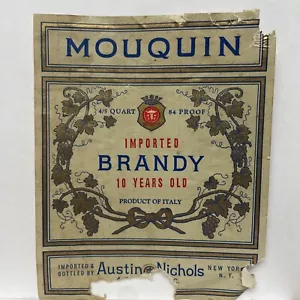 MOUQUIN
4/5 QUART 84 PROOF
IMPORTED
BRANDY
10 YEARS OLD
PRODUCT OF ITALY
IMPORTED & BOTTLED BY Austin Nichols NEW YORK N.Y.